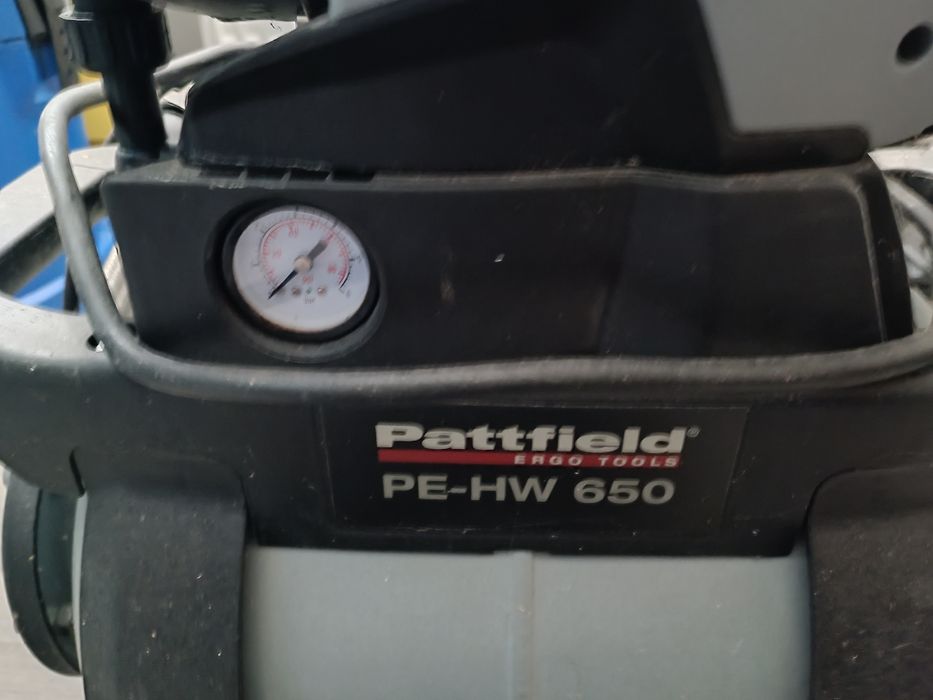 Pattfield®
ERGO TOOLS
PE-HW 650